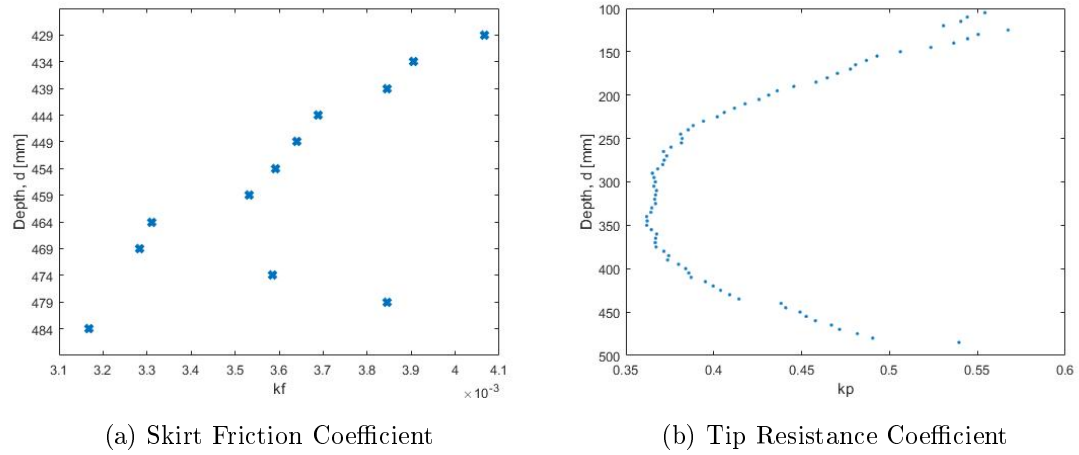 429
434
439
444
449
454
459
464
469
474
479
484
Depth, d [mm]
3.1 3.2 3.3 3.4 3.5 3.6 3.7 3.8 3.9 4 4.1
kf
×10⁻³
(a) Skirt Friction Coefficient
100
150
200
250
300
350
400
450
500
Depth, d [mm]
0.35 0.4 0.45 0.5 0.55 0.6
kp
(b) Tip Resistance Coefficient